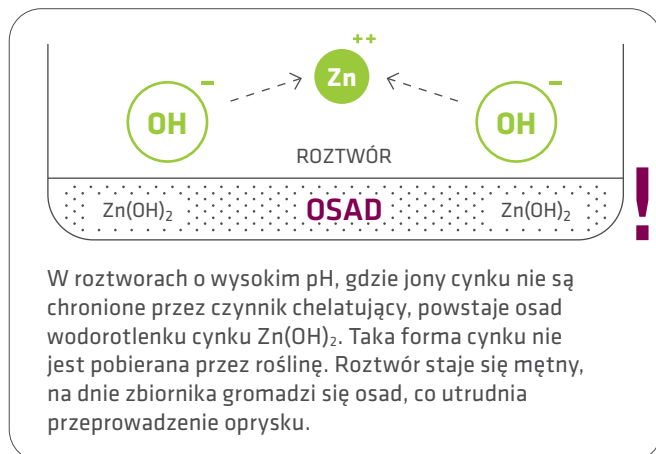 ++
Zn
− −
OH OH
ROZTWÓR
Zn(OH)₂ OSAD Zn(OH)₂ !
W roztworach o wysokim pH, gdzie jony cynku nie są
chronione przez czynnik chelatujący, powstaje osad
wodorotlenku cynku Zn(OH)₂. Taka forma cynku nie
jest pobierana przez roślinę. Roztwór staje się mętny,
na dnie zbiornika gromadzi się osad, co utrudnia
przeprowadzenie oprysku.